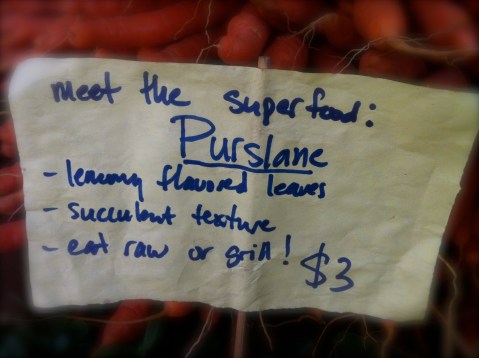 meet the superfood:
Purslane
- lemony flavored leaves
- succulent texture
- eat raw or grill! $3